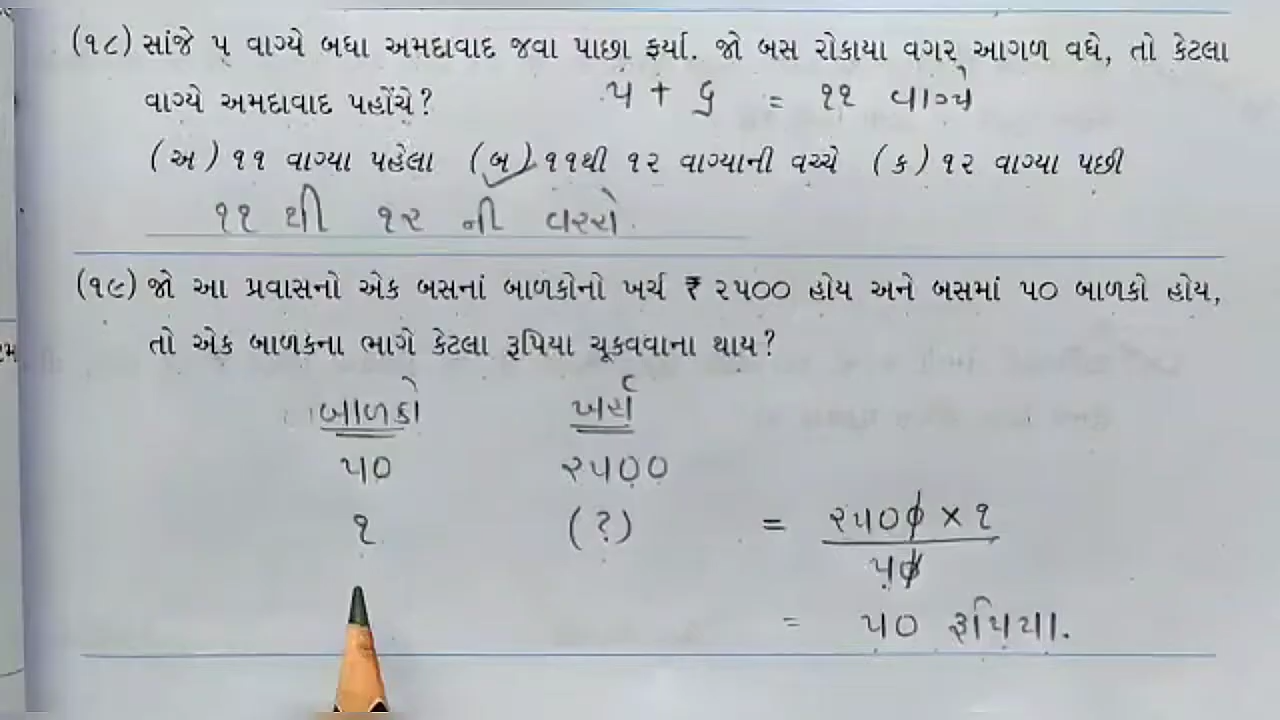 (૧૮) સાંજે ૫ વાગ્યે બધા અમદાવાદ જવા પાછા ફર્યા. જો બસ રોકાયા વગર આગળ વધે, તો કેટલા
વાગ્યે અમદાવાદ પહોંચે? ૫ + ૬ = ૧૧ વાગ્યે
(અ) ૧૧ વાગ્યા પહેલા (બ) ૧૧થી ૧૨ વાગ્યાની વચ્ચે (ક) ૧૨ વાગ્યા પછી
૧૧ થી ૧૨ ની વચ્ચે.
(૧૯) જો આ પ્રવાસનો એક બસનાં બાળકોનો ખર્ચ ₹ ૨૫૦૦ હોય અને બસમાં ૫૦ બાળકો હોય,
તો એક બાળકના ભાગે કેટલા રૂપિયા ચૂકવવાના થાય?
બાળકો ખર્ચ
૫૦ ૨૫૦૦
૧ (?) = ૨૫૦૦ × ૧
૫૦
= ૫૦ રૂપિયા.